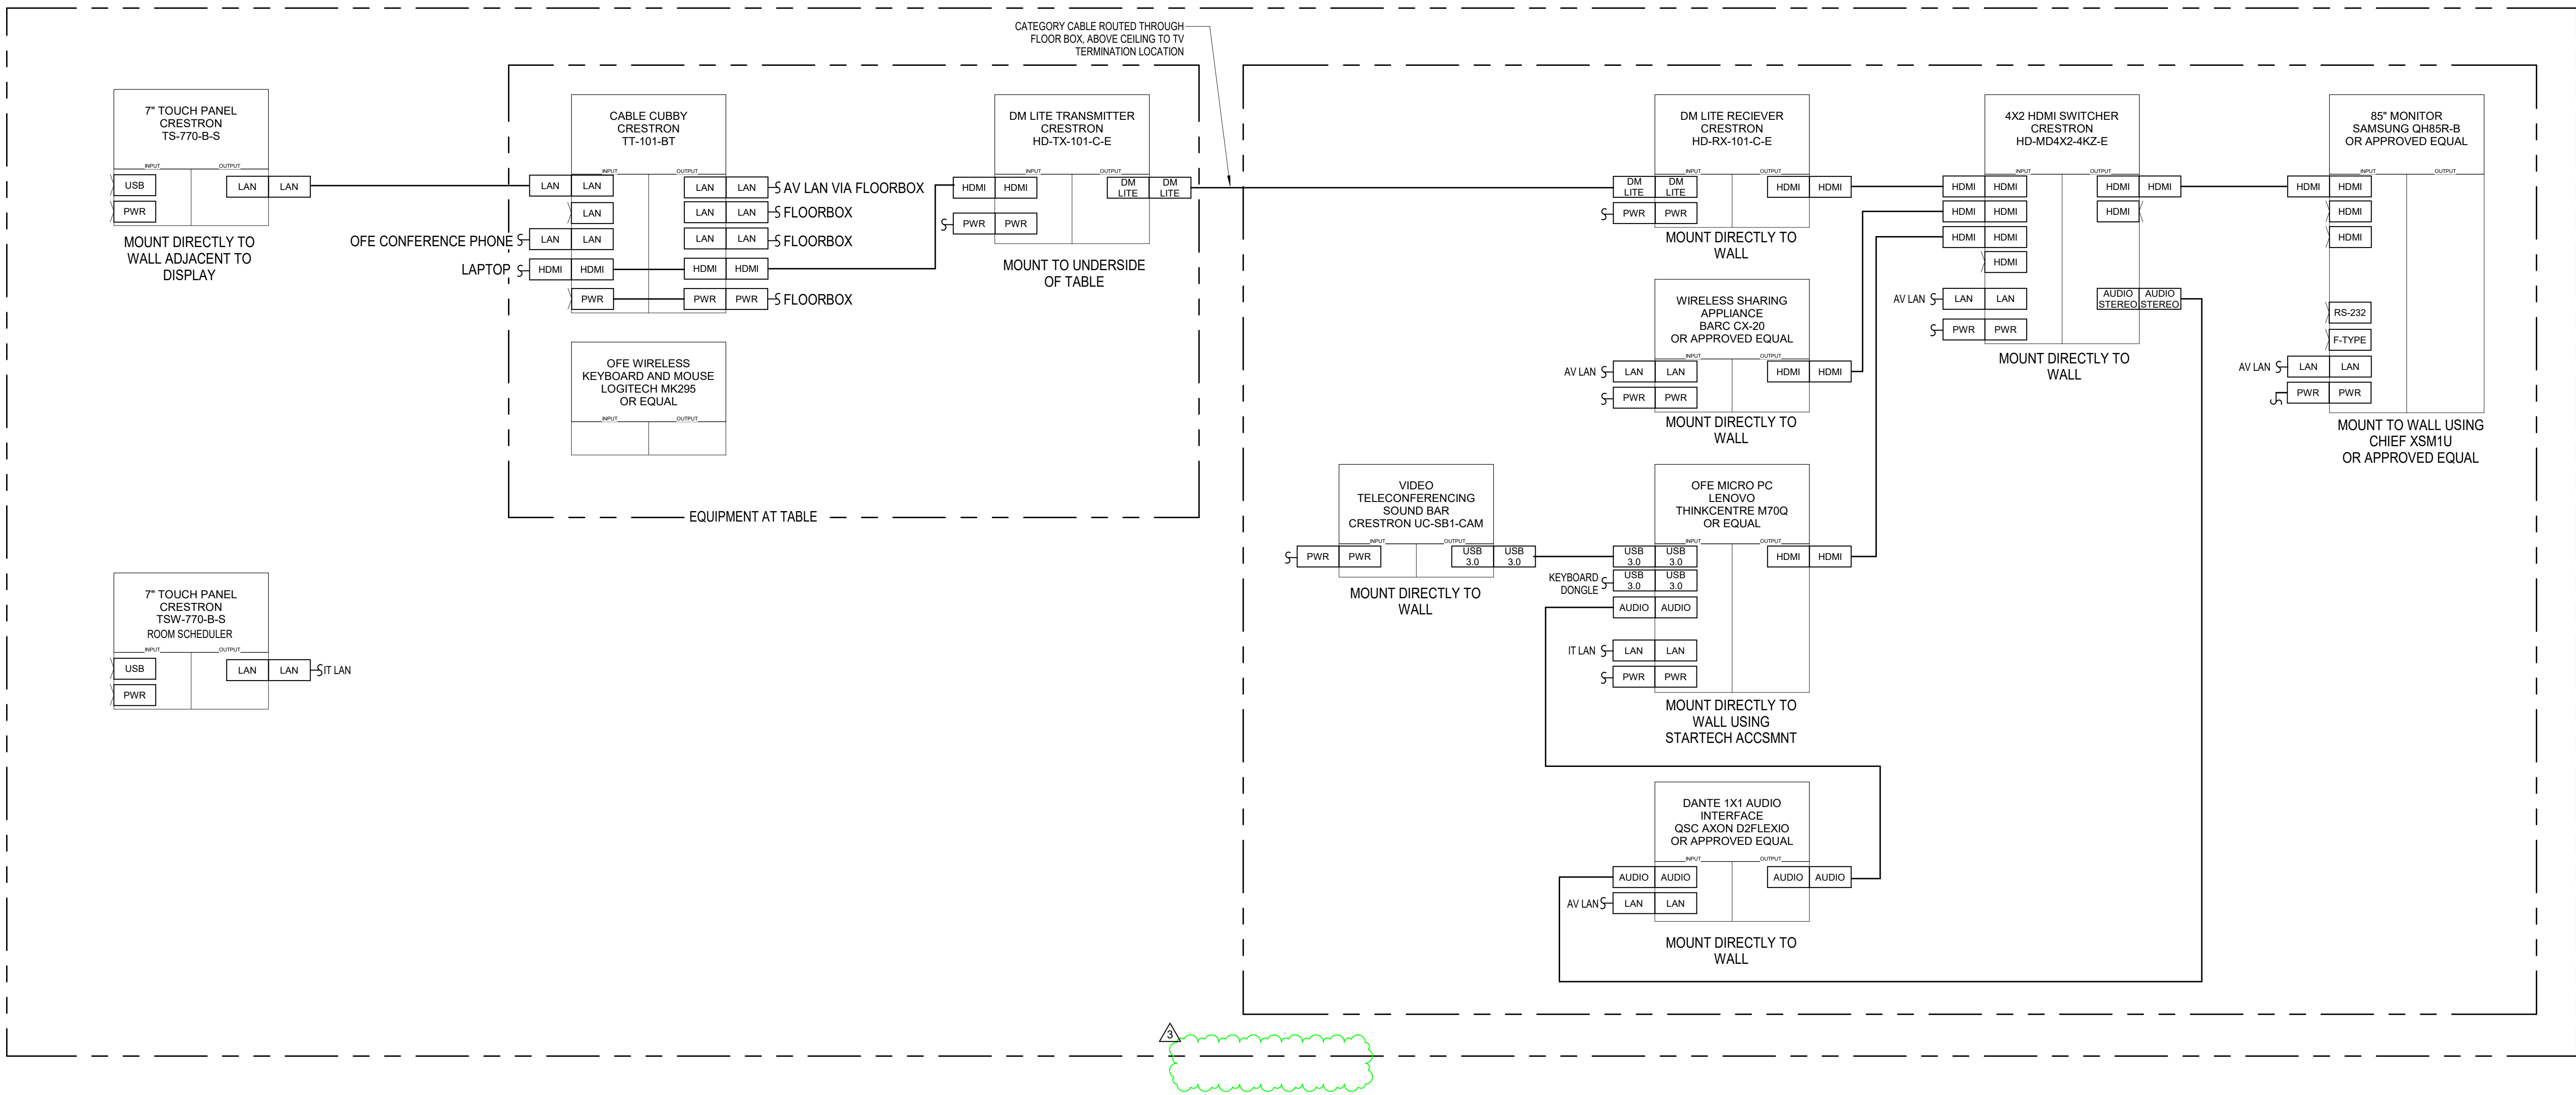 CATEGORY CABLE ROUTED THROUGH
FLOOR BOX, ABOVE CEILING TO TV
TERMINATION LOCATION
7" TOUCH PANEL
CRESTRON
TS-770-B-S
INPUT
OUTPUT
USB
LAN LAN
PWR
MOUNT DIRECTLY TO
WALL ADJACENT TO
DISPLAY
CABLE CUBBY
CRESTRON
TT-101-BT
INPUT
OUTPUT
LAN LAN
LAN LAN
AV LAN VIA FLOORBOX
LAN
LAN LAN
FLOORBOX
OFE CONFERENCE PHONE
LAN LAN
LAN LAN
FLOORBOX
LAPTOP
HDMI HDMI
HDMI HDMI
PWR
PWR PWR
FLOORBOX
OFE WIRELESS
KEYBOARD AND MOUSE
LOGITECH MK295
OR EQUAL
INPUT
OUTPUT
DM LITE TRANSMITTER
CRESTRON
HD-TX-101-C-E
INPUT
OUTPUT
HDMI HDMI
DM DM
LITE LITE
PWR PWR
MOUNT TO UNDERSIDE
OF TABLE
EQUIPMENT AT TABLE
7" TOUCH PANEL
CRESTRON
TSW-770-B-S
ROOM SCHEDULER
INPUT
OUTPUT
USB
LAN LAN
IT LAN
PWR
DM LITE RECIEVER
CRESTRON
HD-RX-101-C-E
INPUT
OUTPUT
DM DM
LITE LITE
HDMI HDMI
PWR PWR
MOUNT DIRECTLY TO
WALL
WIRELESS SHARING
APPLIANCE
BARC CX-20
OR APPROVED EQUAL
INPUT
OUTPUT
AV LAN
LAN LAN
HDMI HDMI
PWR PWR
MOUNT DIRECTLY TO
WALL
VIDEO
TELECONFERENCING
SOUND BAR
CRESTRON UC-SB1-CAM
INPUT
OUTPUT
PWR PWR
USB USB
3.0 3.0
MOUNT DIRECTLY TO
WALL
OFE MICRO PC
LENOVO
THINKCENTRE M70Q
OR EQUAL
INPUT
OUTPUT
USB USB
3.0 3.0
HDMI HDMI
KEYBOARD
DONGLE
USB USB
3.0 3.0
AUDIO AUDIO
IT LAN
LAN LAN
PWR PWR
MOUNT DIRECTLY TO
WALL USING
STARTECH ACCSMNT
DANTE 1X1 AUDIO
INTERFACE
QSC AXON D2FLEXIO
OR APPROVED EQUAL
INPUT
OUTPUT
AUDIO AUDIO
AUDIO AUDIO
AV LAN
LAN LAN
MOUNT DIRECTLY TO
WALL
4X2 HDMI SWITCHER
CRESTRON
HD-MD4X2-4KZ-E
INPUT
OUTPUT
HDMI HDMI
HDMI HDMI
HDMI HDMI
HDMI
HDMI HDMI
HDMI
AV LAN
LAN LAN
AUDIO AUDIO
STEREO STEREO
PWR PWR
MOUNT DIRECTLY TO
WALL
85" MONITOR
SAMSUNG QH85R-B
OR APPROVED EQUAL
INPUT
OUTPUT
HDMI HDMI
HDMI
HDMI
RS-232
F-TYPE
AV LAN
LAN LAN
PWR PWR
MOUNT TO WALL USING
CHIEF XSM1U
OR APPROVED EQUAL
3